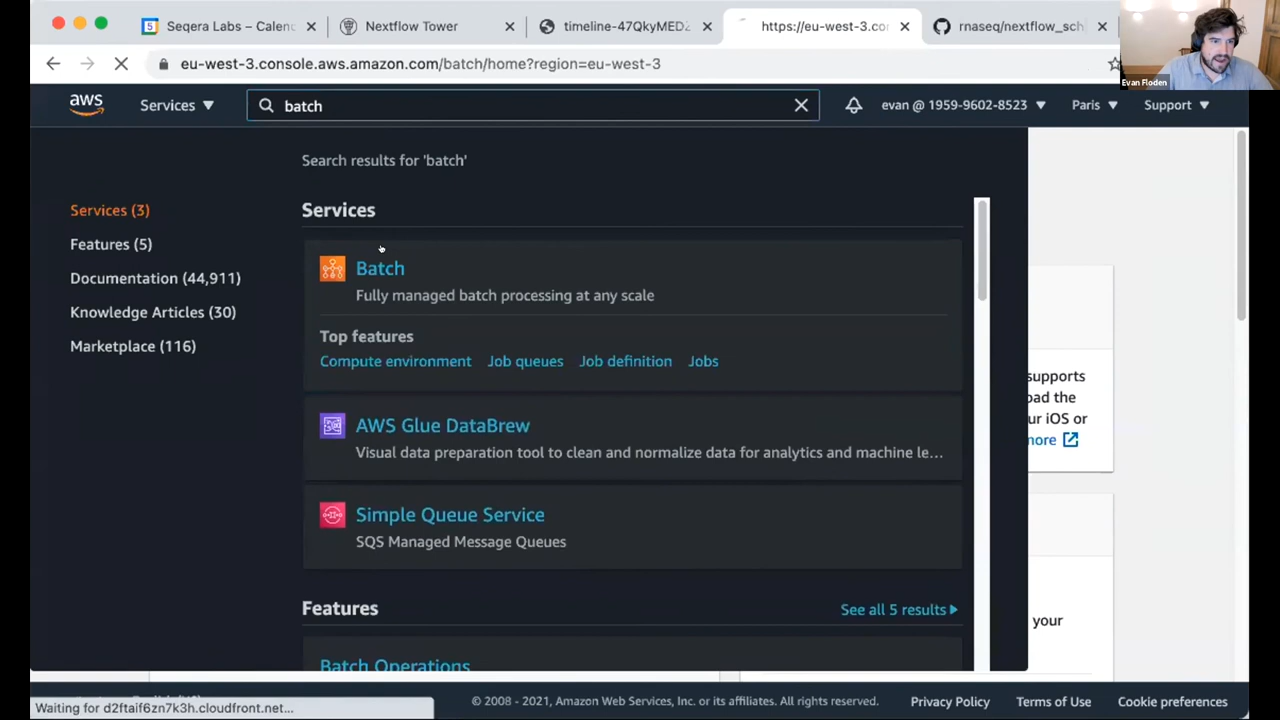 Seqera Labs – Calenc
Nextflow Tower
timeline-47QkyMEDZ
https://eu-west-3.cor
rnaseq/nextflow_sch
eu-west-3.console.aws.amazon.com/batch/home?region=eu-west-3
Evan Floden
aws
Services
batch
evan @ 1959-9602-8523
Paris
Support
Search results for 'batch'
Services (3)
Features (5)
Documentation (44,911)
Knowledge Articles (30)
Marketplace (116)
Services
Batch
Fully managed batch processing at any scale
Top features
Compute environment Job queues Job definition Jobs
AWS Glue DataBrew
Visual data preparation tool to clean and normalize data for analytics and machine le...
Simple Queue Service
SQS Managed Message Queues
Features
See all 5 results
Batch Operations
supports
oad the
ur iOS or
more
your
Waiting for d2ftaif6zn7k3h.cloudfront.net...
© 2008 - 2021, Amazon Web Services, Inc. or its affiliates. All rights reserved.
Privacy Policy
Terms of Use
Cookie preferences